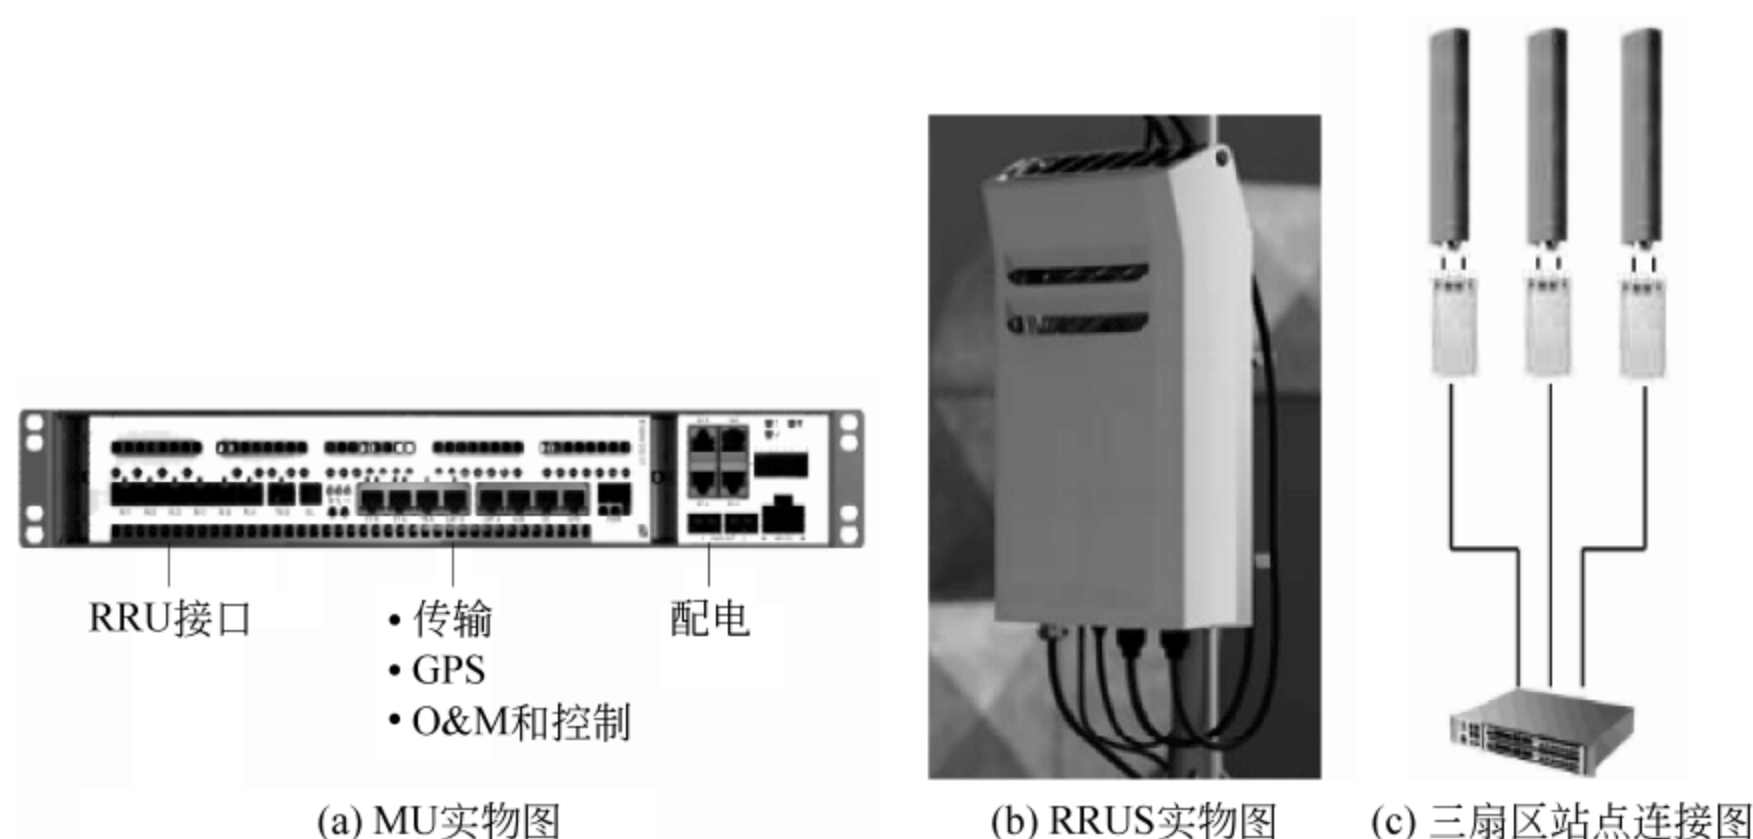 RRU接口
• 传输
• GPS
• O&M和控制
配电
(a) MU实物图
(b) RRUS实物图
(c) 三扇区站点连接图